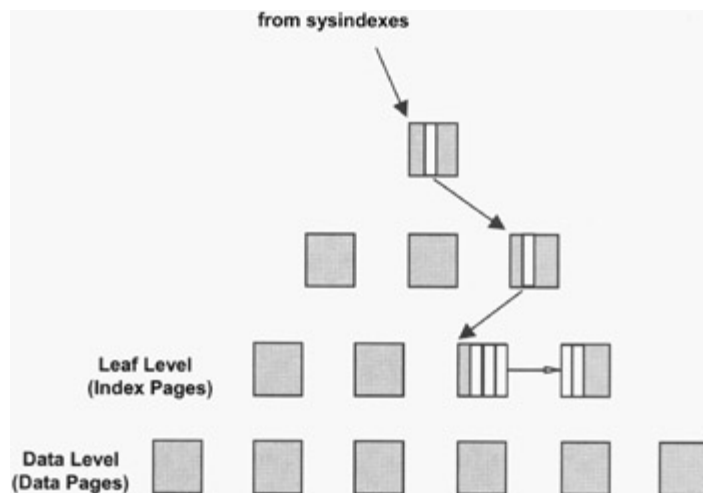 from sysindexes
Leaf Level
(Index Pages)
Data Level
(Data Pages)